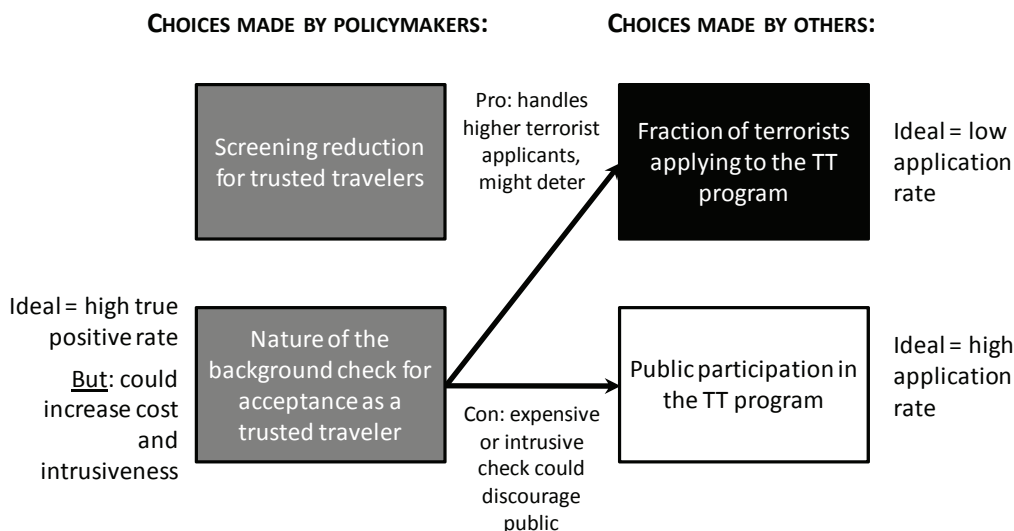 CHOICES MADE BY POLICYMAKERS:
CHOICES MADE BY OTHERS:
Screening reduction
for trusted travelers
Pro: handles
higher terrorist
applicants,
might deter
Fraction of terrorists
applying to the TT
program
Ideal = low
application
rate
Ideal = high true
positive rate
But: could
increase cost
and
intrusiveness
Nature of the
background check for
acceptance as a
trusted traveler
Con: expensive
or intrusive
check could
discourage
public
Public participation in
the TT program
Ideal = high
application
rate